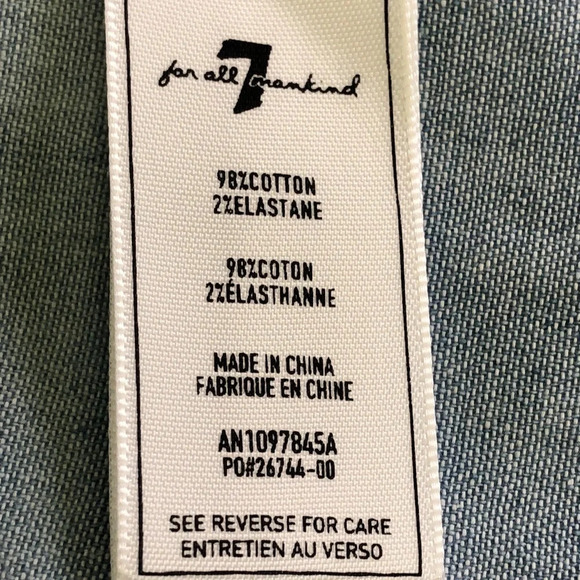 for all 7 mankind
98%COTTON
2%ELASTANE
98%COTON
2%ÉLASTHANNE
MADE IN CHINA
FABRIQUE EN CHINE
AN1097845A
PO#26744-00
SEE REVERSE FOR CARE
ENTRETIEN AU VERSO